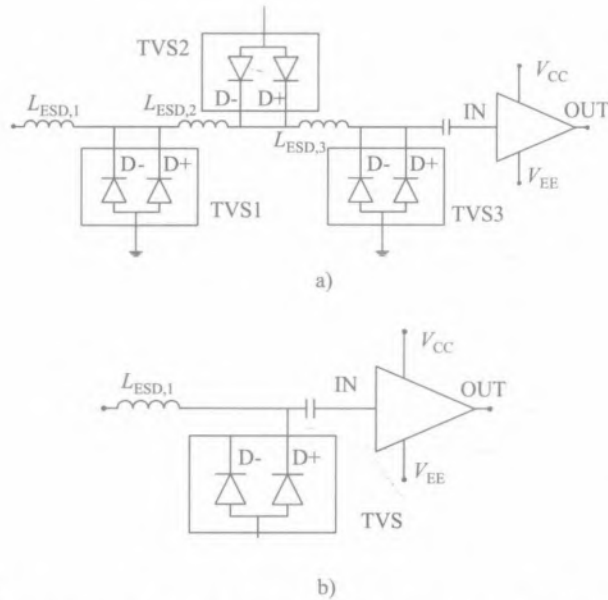 TVS2
L_ESD,1
L_ESD,2
D-
D+
L_ESD,3
D-
D+
TVS1
D-
D+
TVS3
IN
V_CC
OUT
V_EE
a)
L_ESD,1
IN
V_CC
OUT
D-
D+
V_EE
TVS
b)